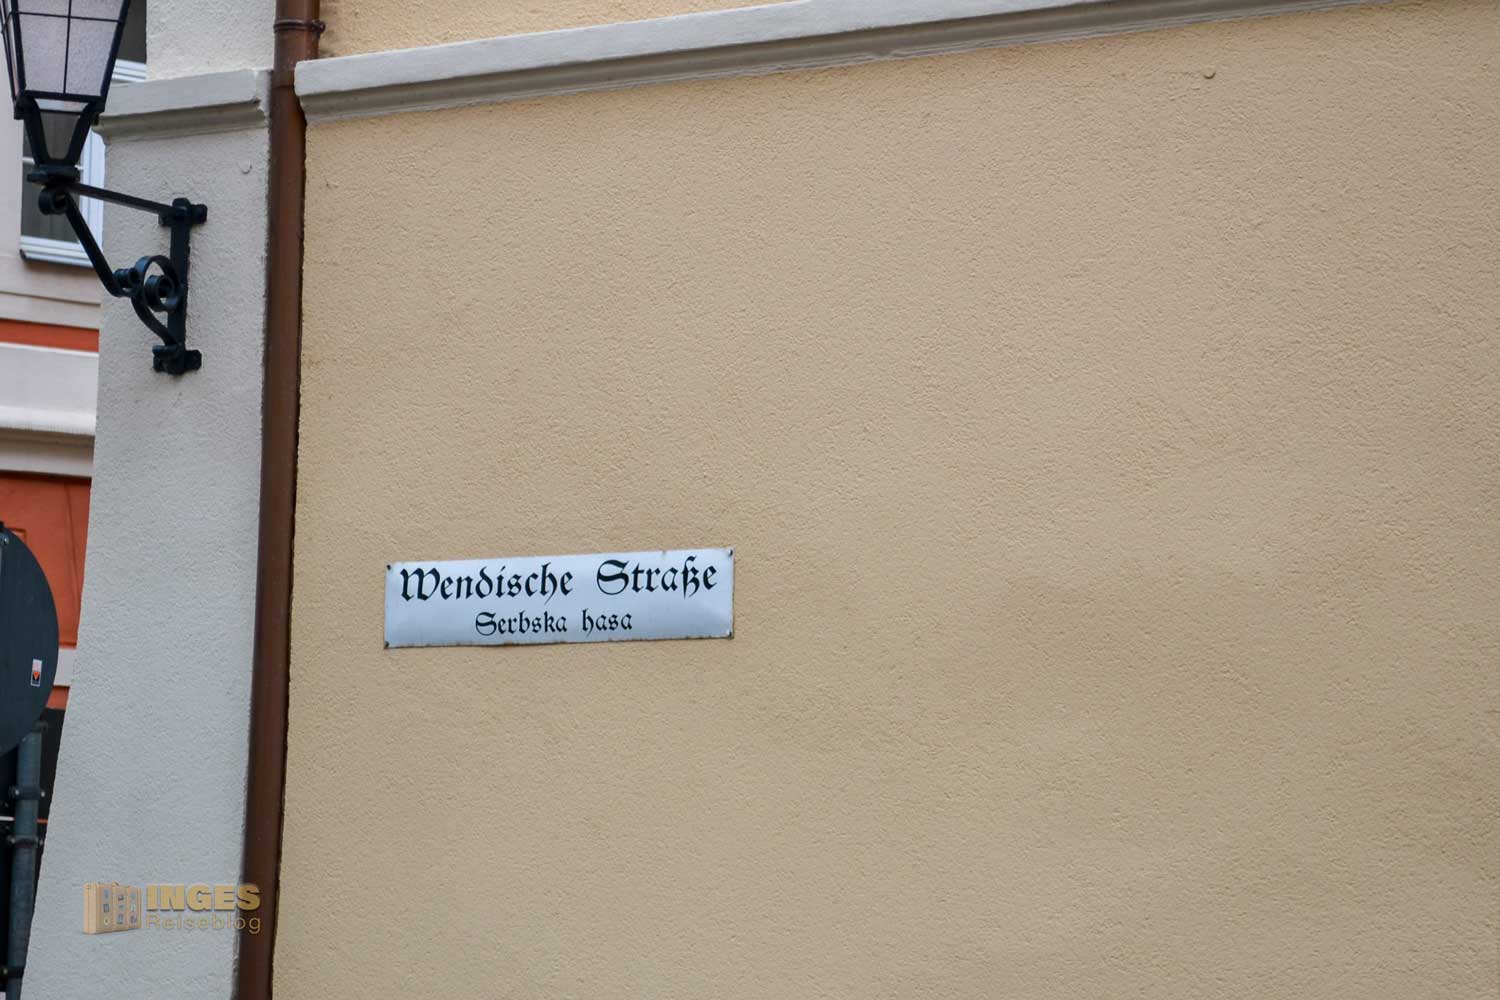 Wendische Straße
Serbska hasa
INGES
Reiseblog